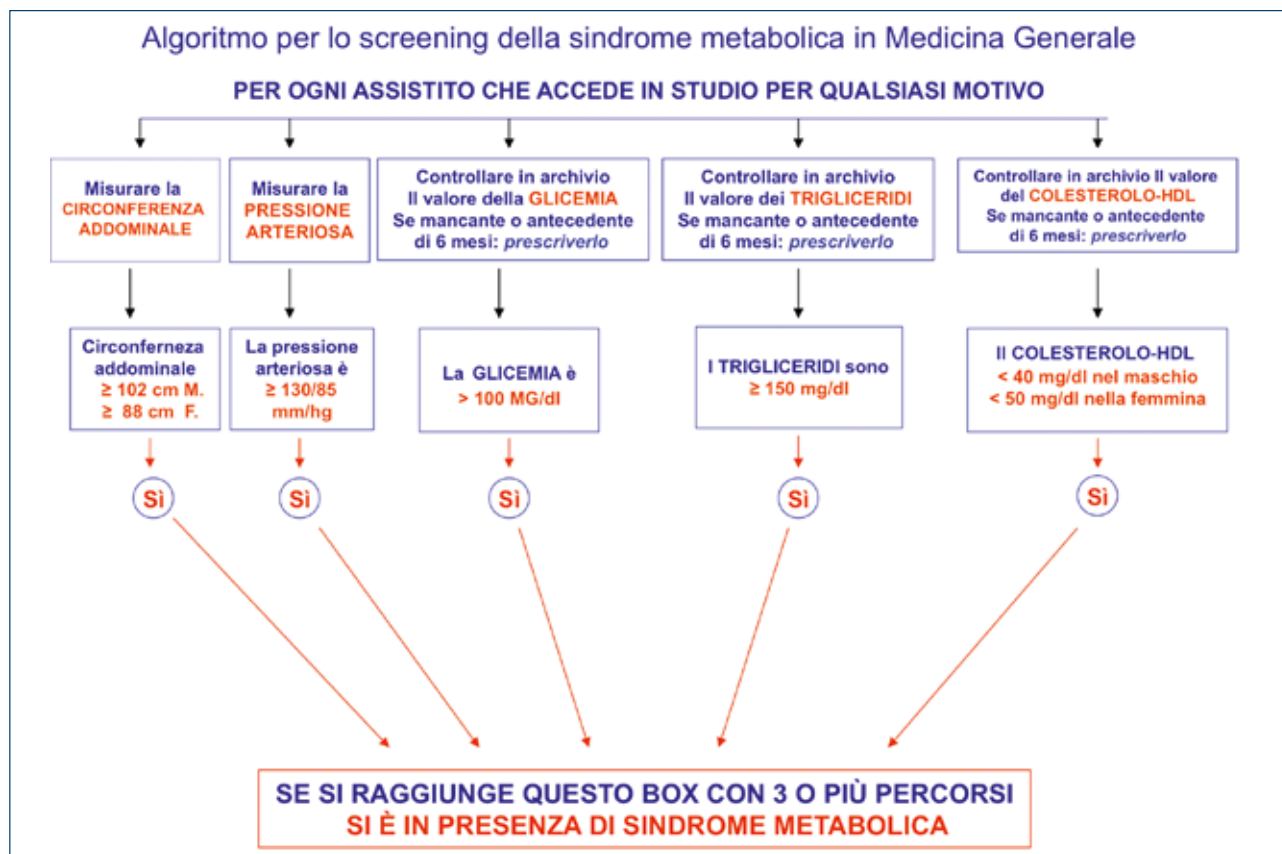 Algoritmo per lo screening della sindrome metabolica in Medicina Generale
PER OGNI ASSISTITO CHE ACCEDE IN STUDIO PER QUALSIASI MOTIVO
Misurare la
CIRCONFERENZA
ADDOMINALE
Misurare la
PRESSIONE
ARTERIOSA
Controllare in archivio
Il valore della GLICEMIA
Se mancante o antecedente
di 6 mesi: prescriverlo
Controllare in archivio
Il valore dei TRIGLICERIDI
Se mancante o antecedente
di 6 mesi: prescriverlo
Controllare in archivio Il valore
del COLESTEROLO-HDL
Se mancante o antecedente
di 6 mesi: prescriverlo
Circonferneza
addominale
≥ 102 cm M.
≥ 88 cm F.
La pressione
arteriosa è
≥ 130/85
mm/hg
La GLICEMIA è
> 100 MG/dl
I TRIGLICERIDI sono
≥ 150 mg/dl
Il COLESTEROLO-HDL
< 40 mg/dl nel maschio
< 50 mg/dl nella femmina
Sì
Sì
Sì
Sì
Sì
SE SI RAGGIUNGE QUESTO BOX CON 3 O PIÙ PERCORSI
SI È IN PRESENZA DI SINDROME METABOLICA